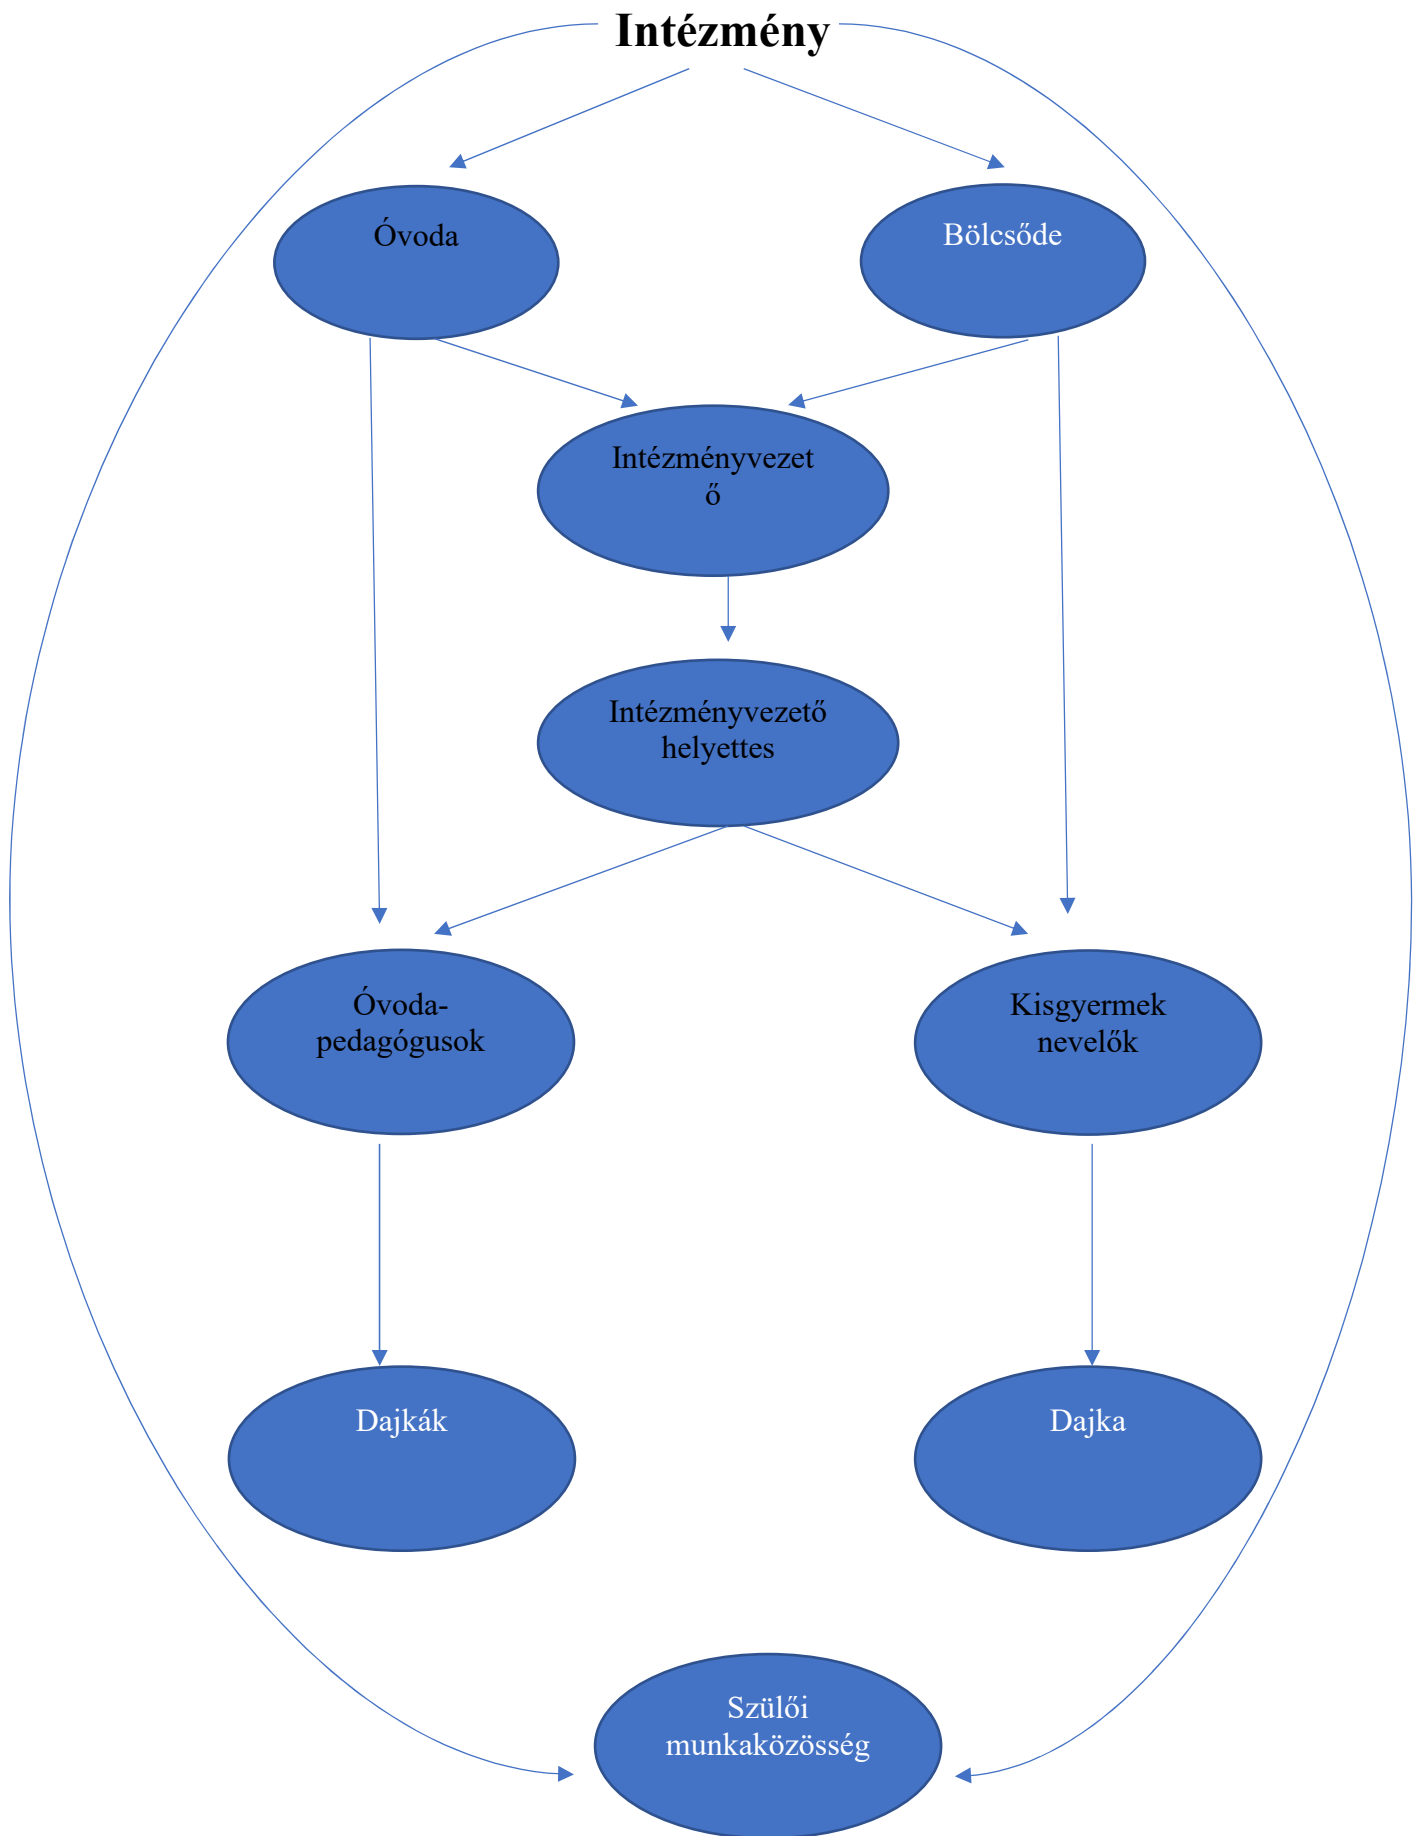 Intézmény
Óvoda
Bölcsőde
Intézményvezet
ő
Intézményvezető
helyettes
Óvoda-
pedagógusok
Kisgyermek
nevelők
Dajkák
Dajka
Szülői
munkaközösség